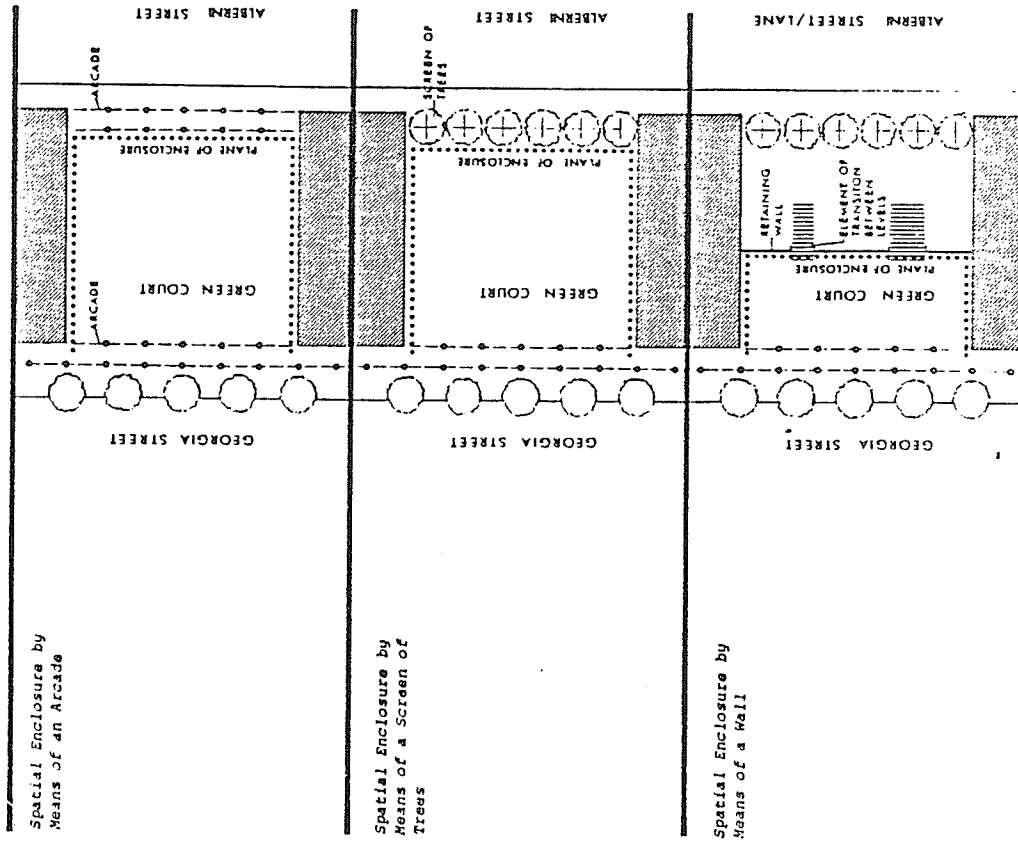 Spatial Enclosure by
Means of an Arcade
GEORGIA STREET
ARCADE
GREEN COURT
PLANE OF ENCLOSURE
ARCADE
ALBERNI STREET
Spatial Enclosure by
Means of a Screen of
Trees
GEORGIA STREET
GREEN COURT
PLANE OF ENCLOSURE
SCREEN OF
TREES
ALBERNI STREET
Spatial Enclosure by
Means of a Wall
GEORGIA STREET
GREEN COURT
PLANE OF ENCLOSURE
RETAINING
WALL
ELEMENT OF
TRANSITON
BETWEEN
LEVELS
ALBERNI STREET/LANE